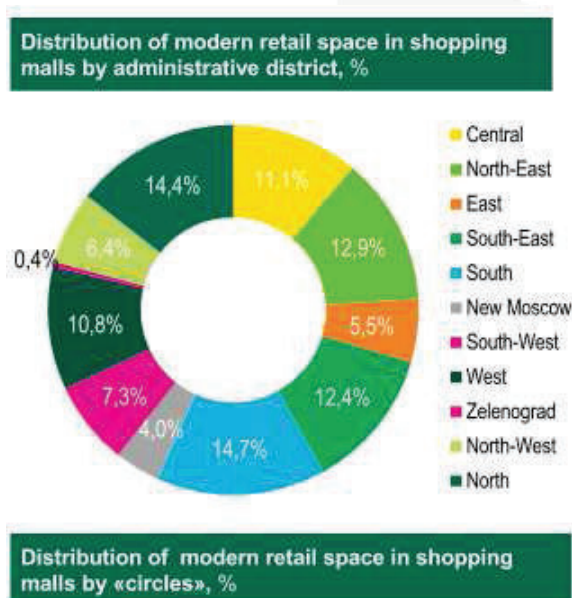 Distribution of modern retail space in shopping
malls by administrative district, %
14,4%
11,1%
Central
North-East
12,9%
East
South-East
South
New Moscow
South-West
West
Zelenograd
North-West
North
6,4%
0,4%
10,8%
5,5%
7,3%
12,4%
4,0%
14,7%
Distribution of modern retail space in shopping
malls by «circles», %